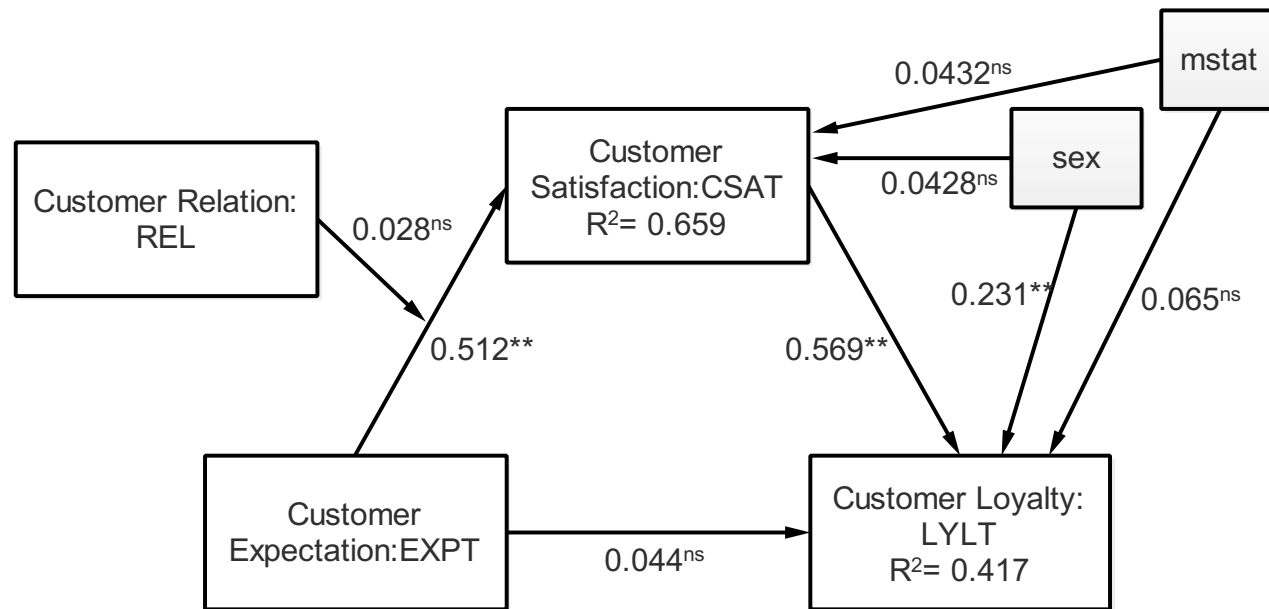 mstat
0.0432ns
Customer
Satisfaction:CSAT
R²= 0.659
sex
0.0428ns
Customer Relation:
REL
0.028ns
0.512**
0.569**
0.231**
0.065ns
Customer
Expectation:EXPT
0.044ns
Customer Loyalty:
LYLT
R²= 0.417